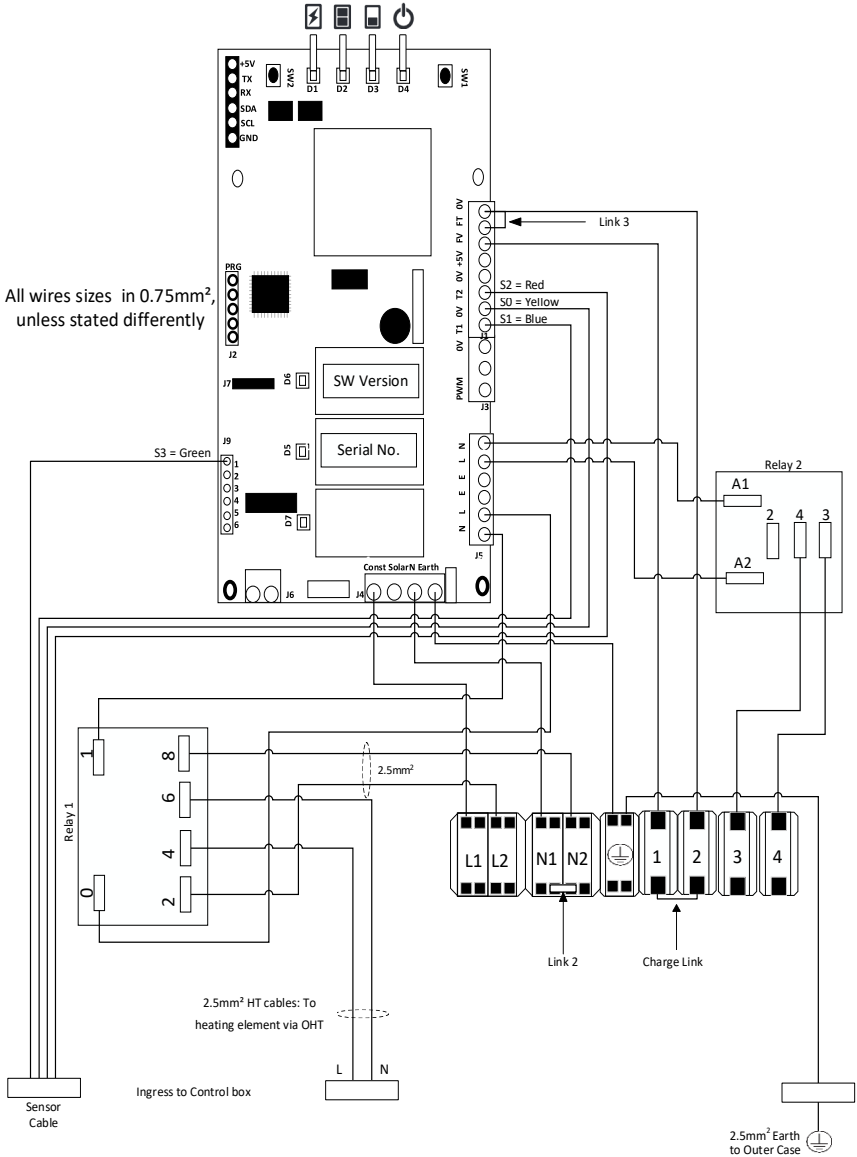 +5V
TX
RX
SDA
SCL
GND
SW2
D1
D2
D3
D4
SW1
0V
FT
FV
+5V
0V
T2
0V
T1
J1
0V
PWM
J3
Link 3
S2 = Red
S0 = Yellow
S1 = Blue
All wires sizes in 0.75mm²,
unless stated differently
PRG
J2
J7
D6
SW Version
J9
S3 = Green
1
2
3
4
5
6
D5
Serial No.
D7
N
L
E
E
L
N
J5
Relay 2
A1
2
4
3
A2
Const SolarN Earth
J6
J4
Relay 1
1
8
6
4
0
2
2.5mm²
L1
L2
N1
N2
1
2
3
4
Link 2
Charge Link
2.5mm² HT cables: To
heating element via OHT
L
N
Sensor
Cable
Ingress to Control box
2.5mm² Earth
to Outer Case